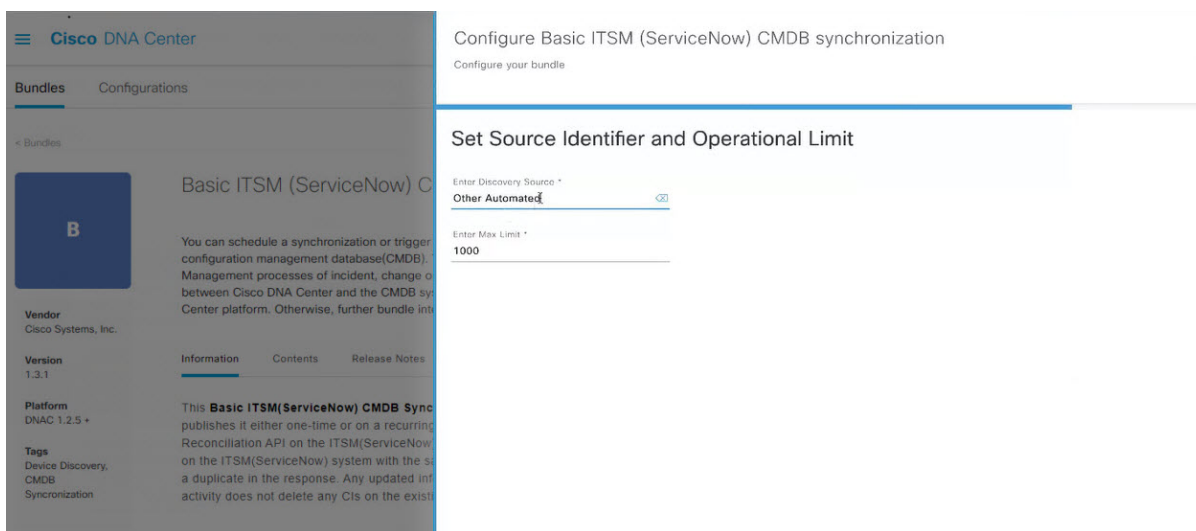 Cisco DNA Center
Bundles Configurations
< Bundles
B
Vendor
Cisco Systems, Inc.
Version
1.3.1
Platform
DNAC 1.2.5 +
Tags
Device Discovery,
CMDB
Syncronization
Basic ITSM (ServiceNow) C
You can schedule a synchronization or trigger
configuration management database(CMDB).
Management processes of incident, change o
between Cisco DNA Center and the CMDB sy
Center platform. Otherwise, further bundle int
Information Contents Release Notes
This Basic ITSM(ServiceNow) CMDB Sync
publishes it either one-time or on a recurring
Reconciliation API on the ITSM(ServiceNow)
on the ITSM(ServiceNow) system with the sa
a duplicate in the response. Any updated inf
activity does not delete any CIs on the existi
Configure Basic ITSM (ServiceNow) CMDB synchronization
Configure your bundle
Set Source Identifier and Operational Limit
Enter Discovery Source *
Other Automated
Enter Max Limit *
1000